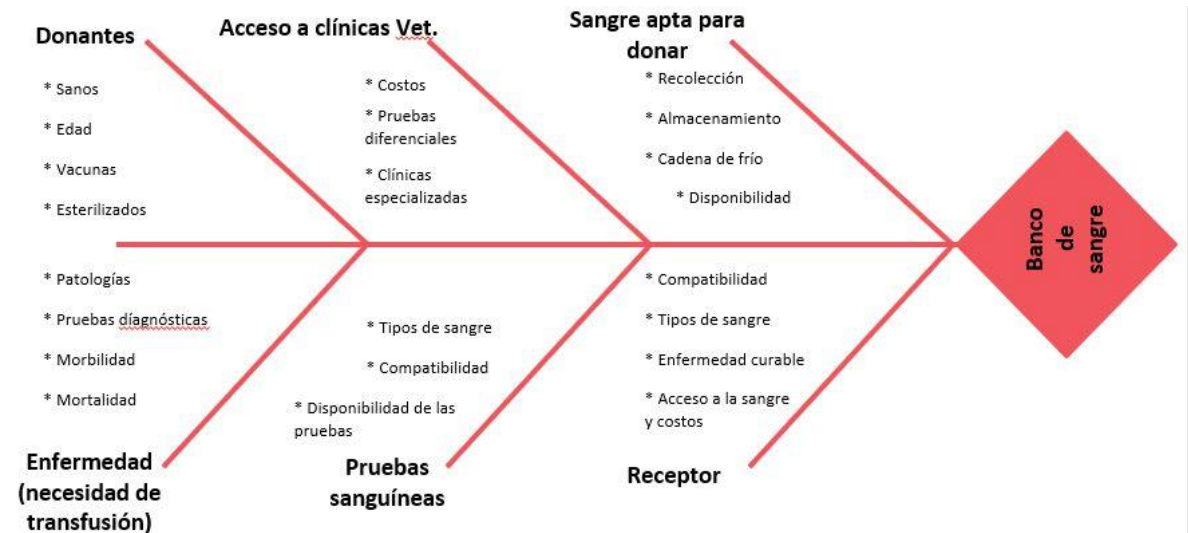 Donantes
* Sanos
* Edad
* Vacunas
* Esterilizados
Acceso a clínicas Vet.
* Costos
* Pruebas
diferenciales
* Clínicas
especializadas
Sangre apta para
donar
* Recolección
* Almacenamiento
* Cadena de frío
* Disponibilidad
Banco
de
sangre
* Patologías
* Pruebas díagnósticas
* Morbilidad
* Mortalidad
Enfermedad
(necesidad de
transfusión)
* Tipos de sangre
* Compatibilidad
* Disponibilidad de las
pruebas
Pruebas
sanguíneas
* Compatibilidad
* Tipos de sangre
* Enfermedad curable
* Acceso a la sangre
y costos
Receptor